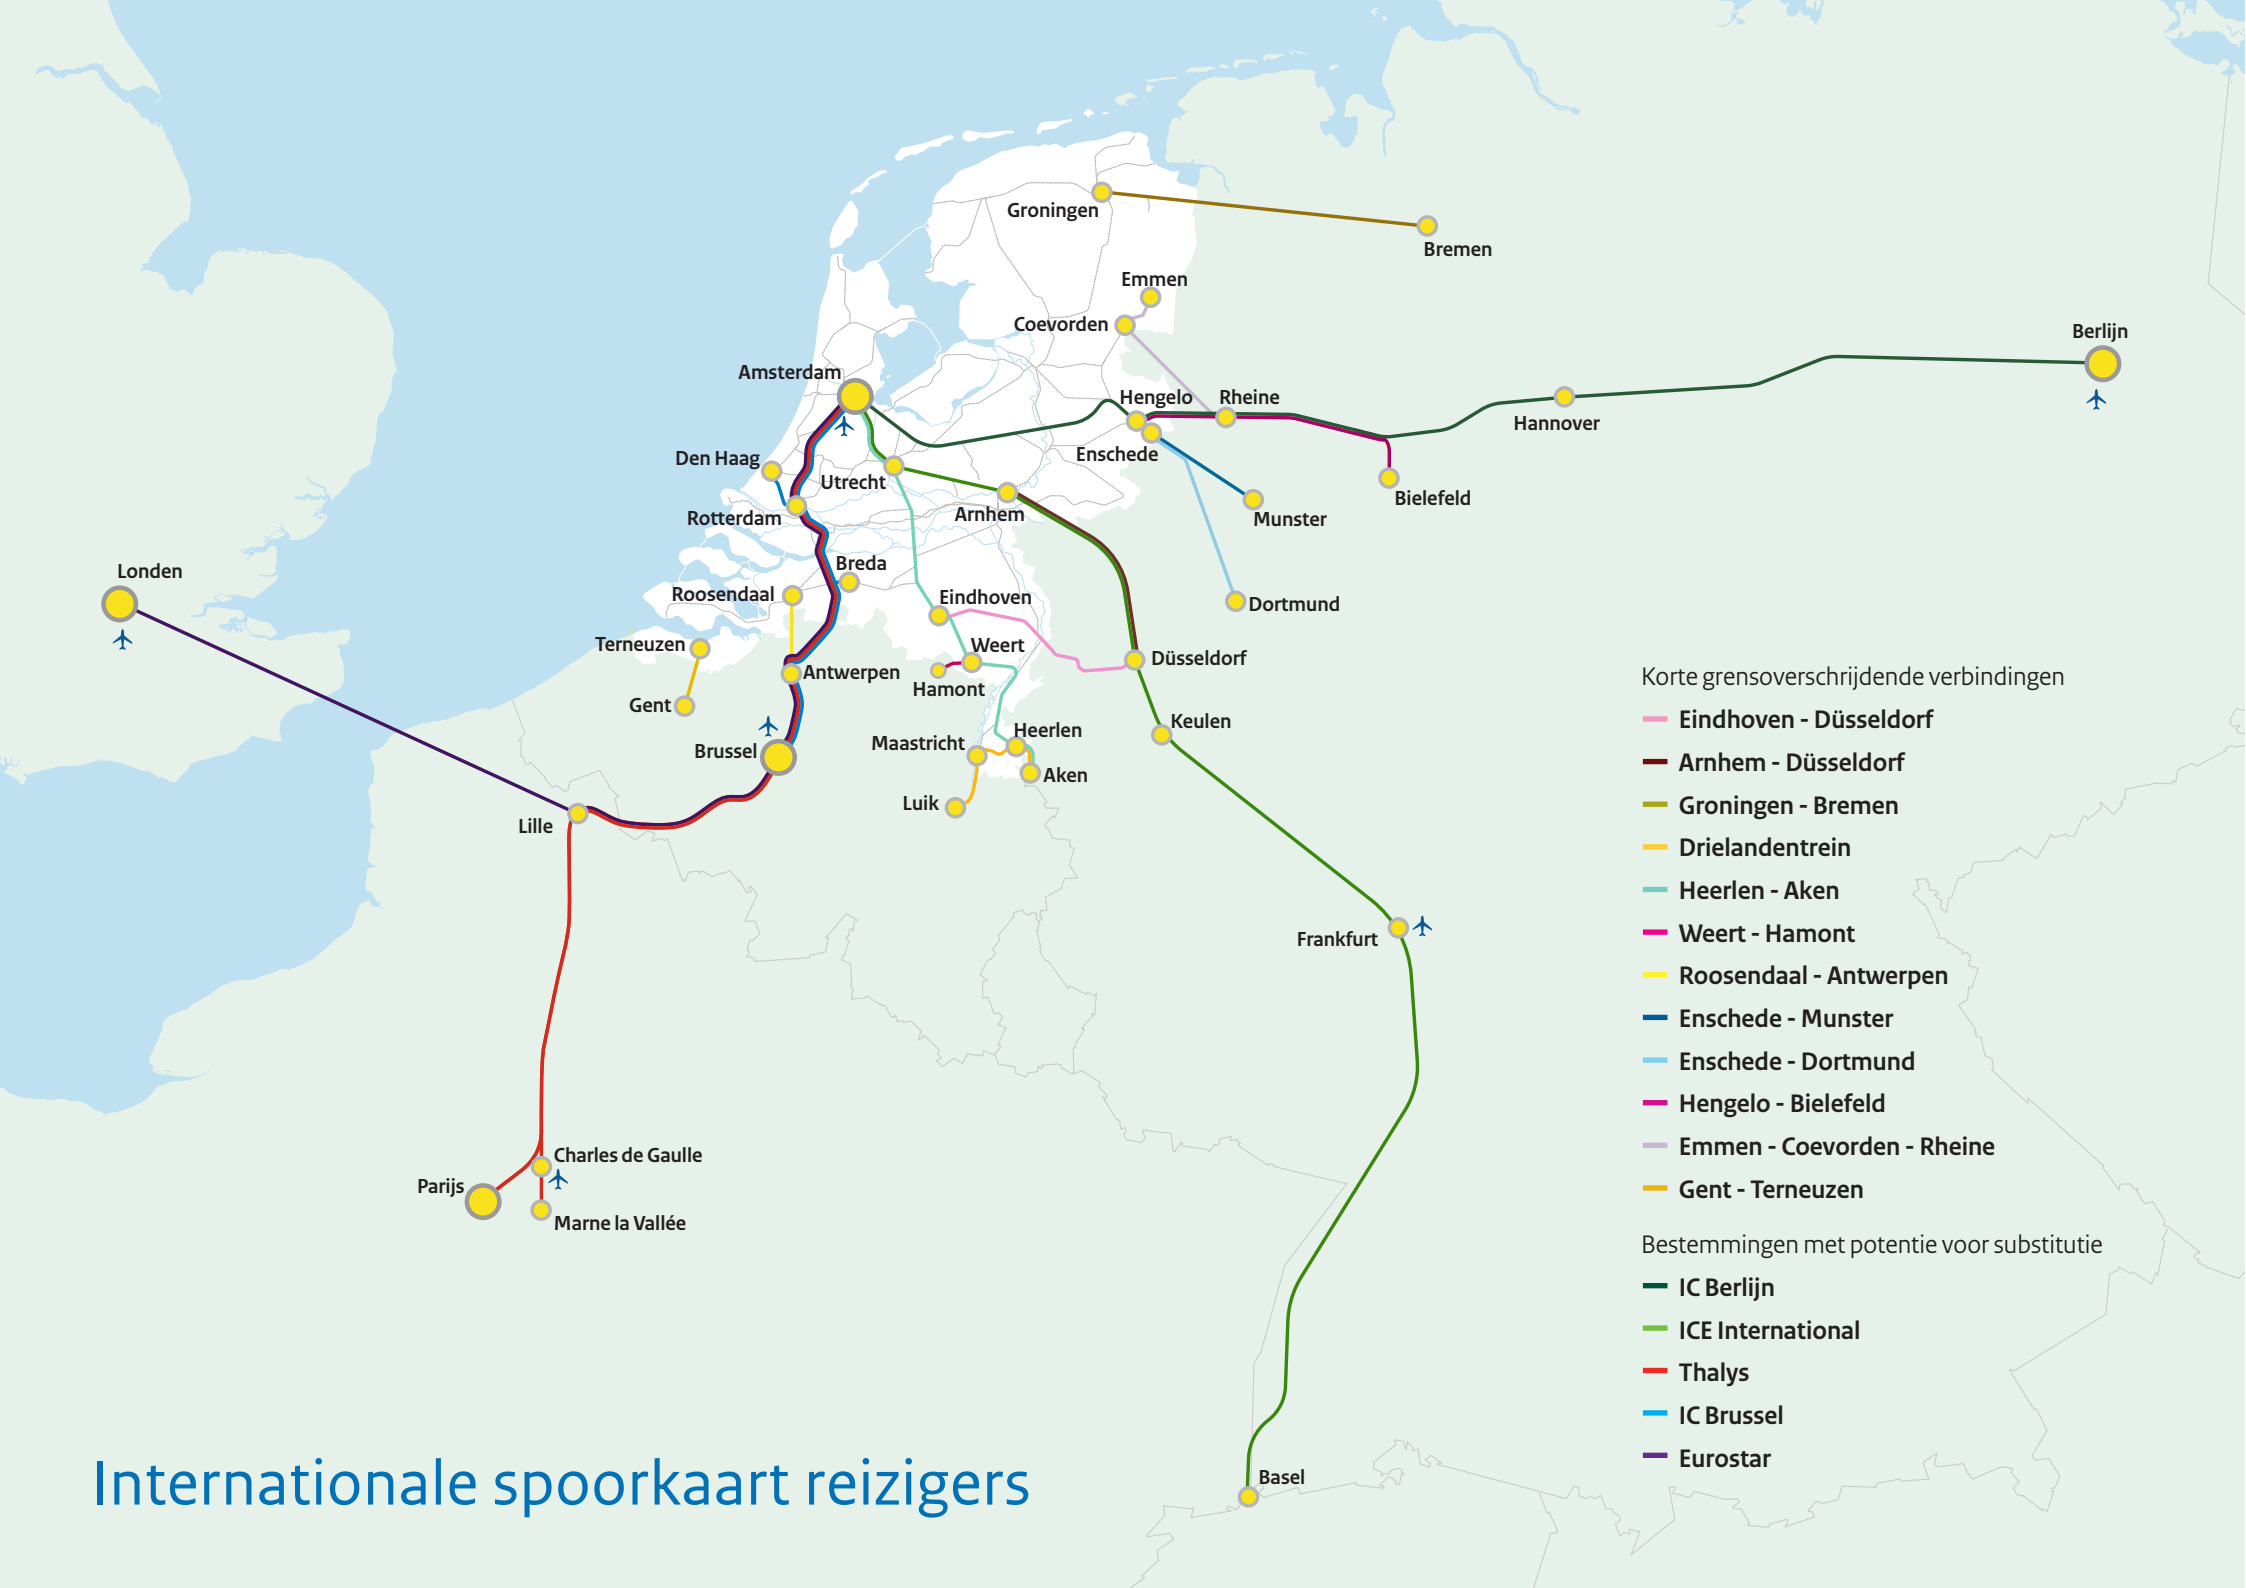 Groningen
Bremen
Emmen
Coevorden
Berlijn
Amsterdam
Hengelo
Rheine
Hannover
Den Haag
Enschede
Utrecht
Bielefeld
Rotterdam
Arnhem
Munster
Londen
Breda
Roosendaal
Eindhoven
Dortmund
Terneuzen
Weert
Düsseldorf
Antwerpen
Hamont
Gent
Keulen
Heerlen
Maastricht
Brussel
Aken
Luik
Lille
Frankfurt
Charles de Gaulle
Parijs
Marne la Vallée
Basel
Korte grensoverschrijdende verbindingen
Eindhoven - Düsseldorf
Arnhem - Düsseldorf
Groningen - Bremen
Drielandentrein
Heerlen - Aken
Weert - Hamont
Roosendaal - Antwerpen
Enschede - Munster
Enschede - Dortmund
Hengelo - Bielefeld
Emmen - Coevorden - Rheine
Gent - Terneuzen
Bestemmingen met potentie voor substitutie
IC Berlijn
ICE International
Thalys
IC Brussel
Eurostar
Internationale spoorkaart reizigers